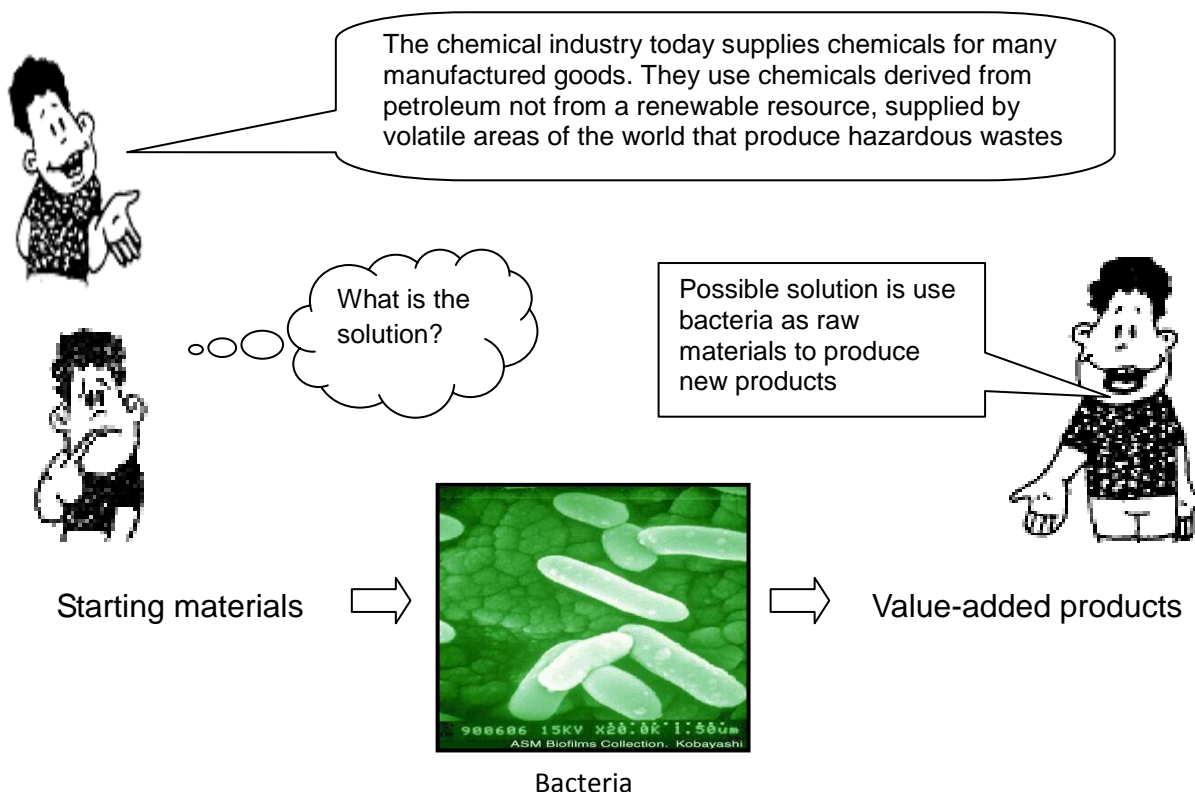 The chemical industry today supplies chemicals for many
manufactured goods. They use chemicals derived from
petroleum not from a renewable resource, supplied by
volatile areas of the world that produce hazardous wastes
What is the
solution?
Possible solution is use
bacteria as raw
materials to produce
new products
Starting materials
Value-added products
900606 15KV X20.0K 1.50um
ASM Biofilms Collection. Kobayashi
Bacteria